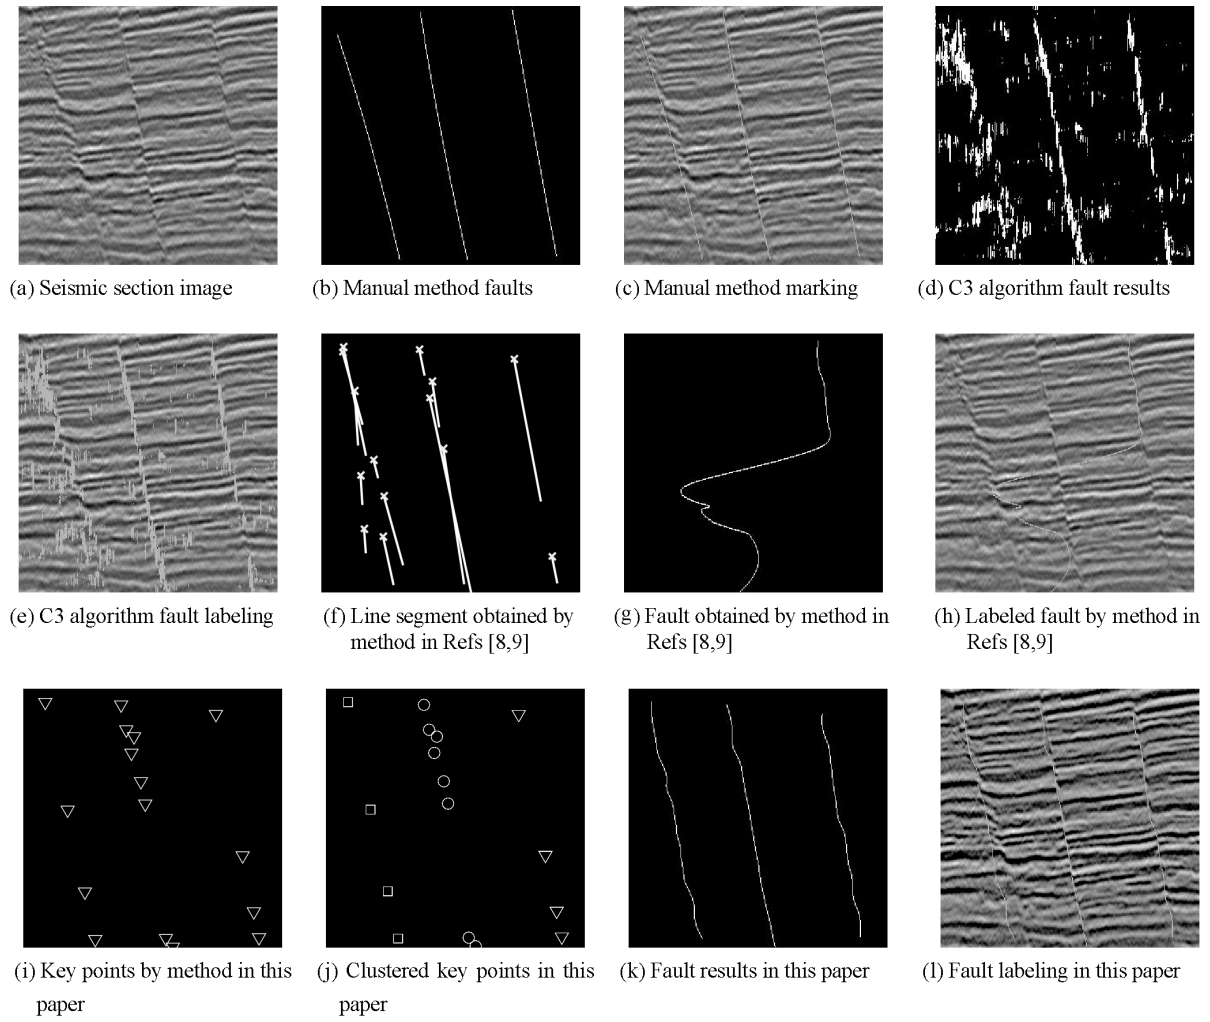 (a) Seismic section image
(b) Manual method faults
(c) Manual method marking
(d) C3 algorithm fault results
(e) C3 algorithm fault labeling
(f) Line segment obtained by
method in Refs [8,9]
(g) Fault obtained by method in
Refs [8,9]
(h) Labeled fault by method in
Refs [8,9]
(i) Key points by method in this
paper
(j) Clustered key points in this
paper
(k) Fault results in this paper
(l) Fault labeling in this paper